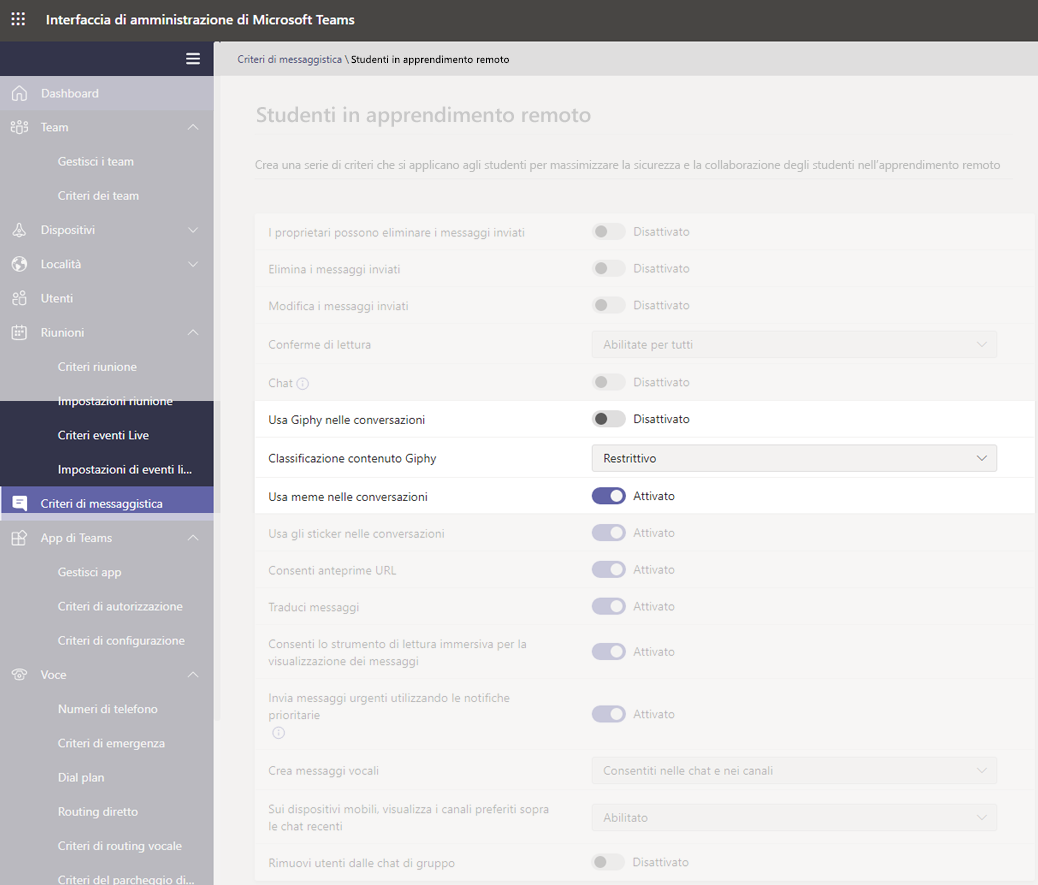 Interfaccia di amministrazione di Microsoft Teams
Criteri di messaggistica \ Studenti in apprendimento remoto
Dashboard
Team
Gestisci i team
Criteri dei team
Dispositivi
Località
Utenti
Riunioni
Criteri riunione
Impostazioni riunione
Criteri eventi Live
Impostazioni di eventi li...
Criteri di messaggistica
App di Teams
Gestisci app
Criteri di autorizzazione
Criteri di configurazione
Voce
Numeri di telefono
Criteri di emergenza
Dial plan
Routing diretto
Criteri di routing vocale
Criteri del parcheggio di...
Studenti in apprendimento remoto
Crea una serie di criteri che si applicano agli studenti per massimizzare la sicurezza e la collaborazione degli studenti nell'apprendimento remoto
I proprietari possono eliminare i messaggi inviati Disattivato
Elimina i messaggi inviati Disattivato
Modifica i messaggi inviati Disattivato
Conferme di lettura Abilitate per tutti
Chat Disattivato
Usa Giphy nelle conversazioni Disattivato
Classificazione contenuto Giphy Restrittivo
Usa meme nelle conversazioni Attivato
Usa gli sticker nelle conversazioni Attivato
Consenti anteprime URL Attivato
Traduci messaggi Attivato
Consenti lo strumento di lettura immersiva per la
visualizzazione dei messaggi Attivato
Invia messaggi urgenti utilizzando le notifiche
prioritarie Attivato
Crea messaggi vocali Consentiti nelle chat e nei canali
Sui dispositivi mobili, visualizza i canali preferiti sopra
le chat recenti Abilitato
Rimuovi utenti dalle chat di gruppo Disattivato